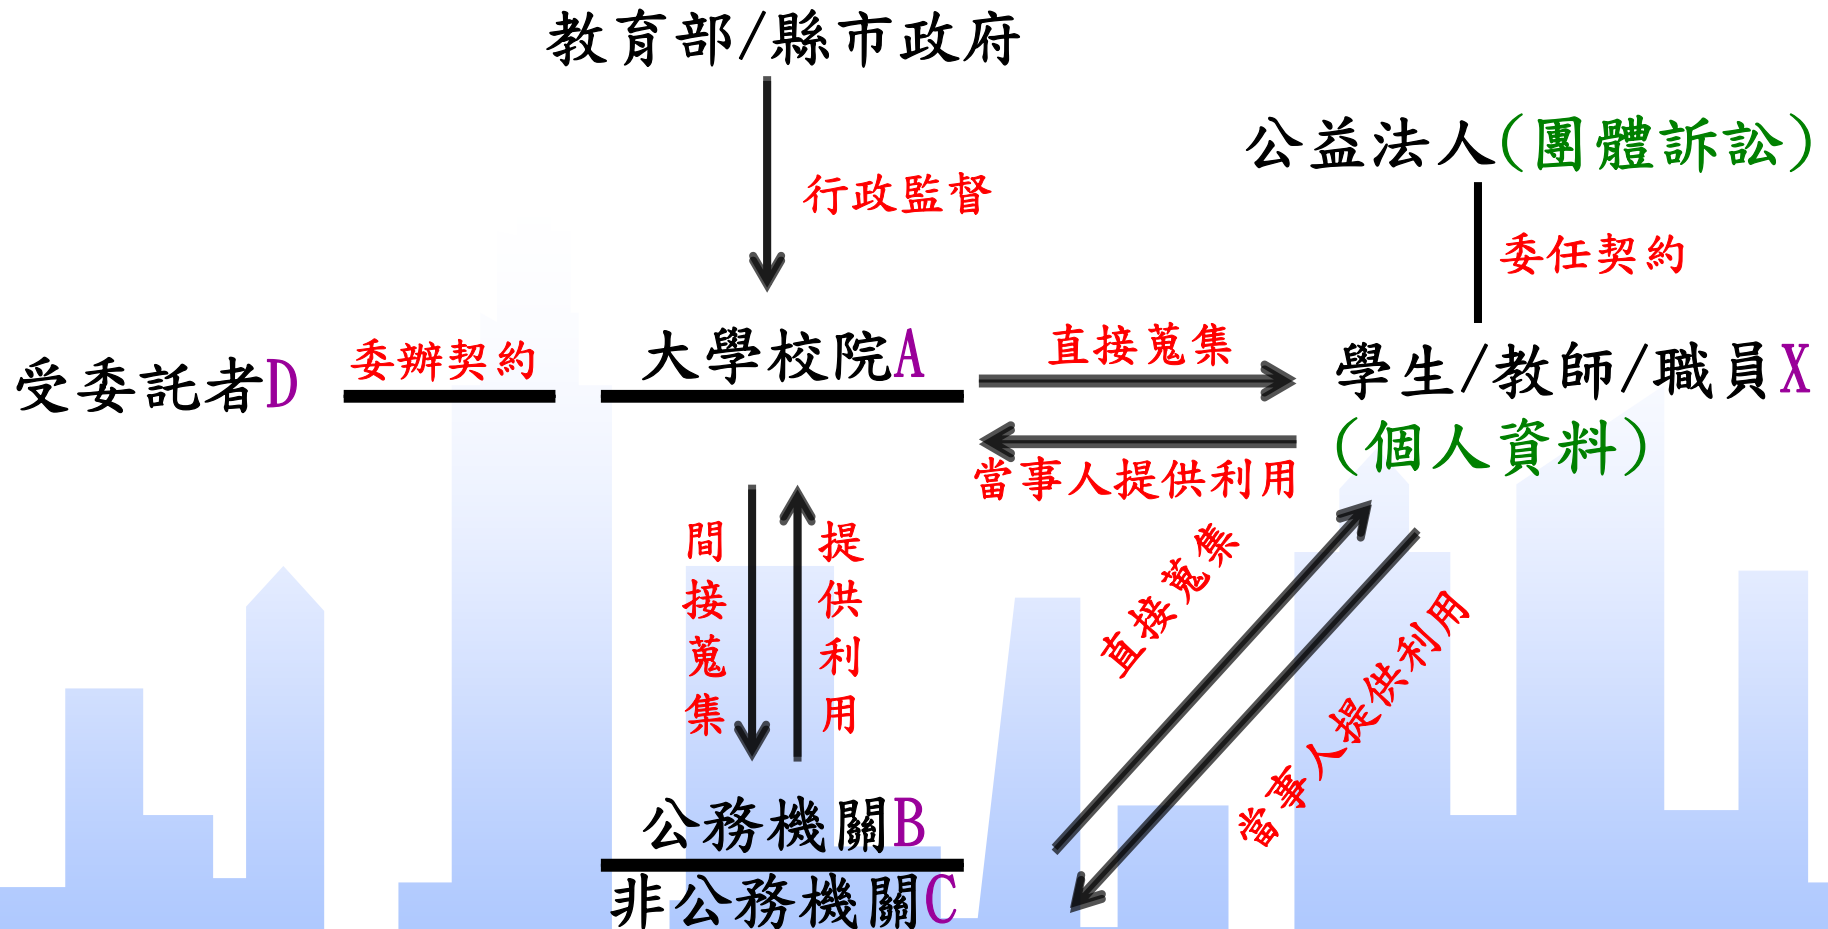 教育部/縣市政府
行政監督
公益法人(團體訴訟)
委任契約
受委託者D
委辦契約
大學校院A
直接蒐集
學生/教師/職員X
(個人資料)
當事人提供利用
間接蒐集
提供利用
直接蒐集
當事人提供利用
公務機關B
非公務機關C